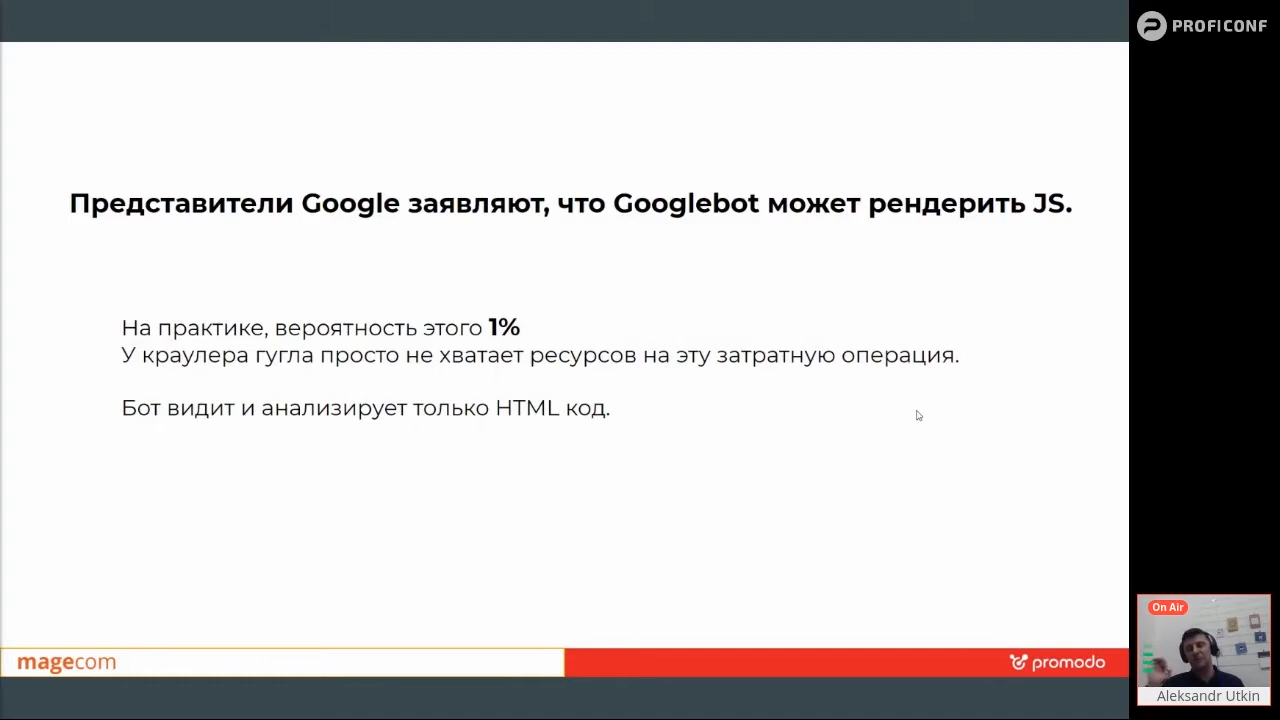 PROFICONF
Представители Google заявляют, что Googlebot может рендерить JS.
На практике, вероятность этого 1%
У краулера гугла просто не хватает ресурсов на эту затратную операция.
Бот видит и анализирует только HTML код.
magecom
promodo
On Air
Aleksandr Utkin